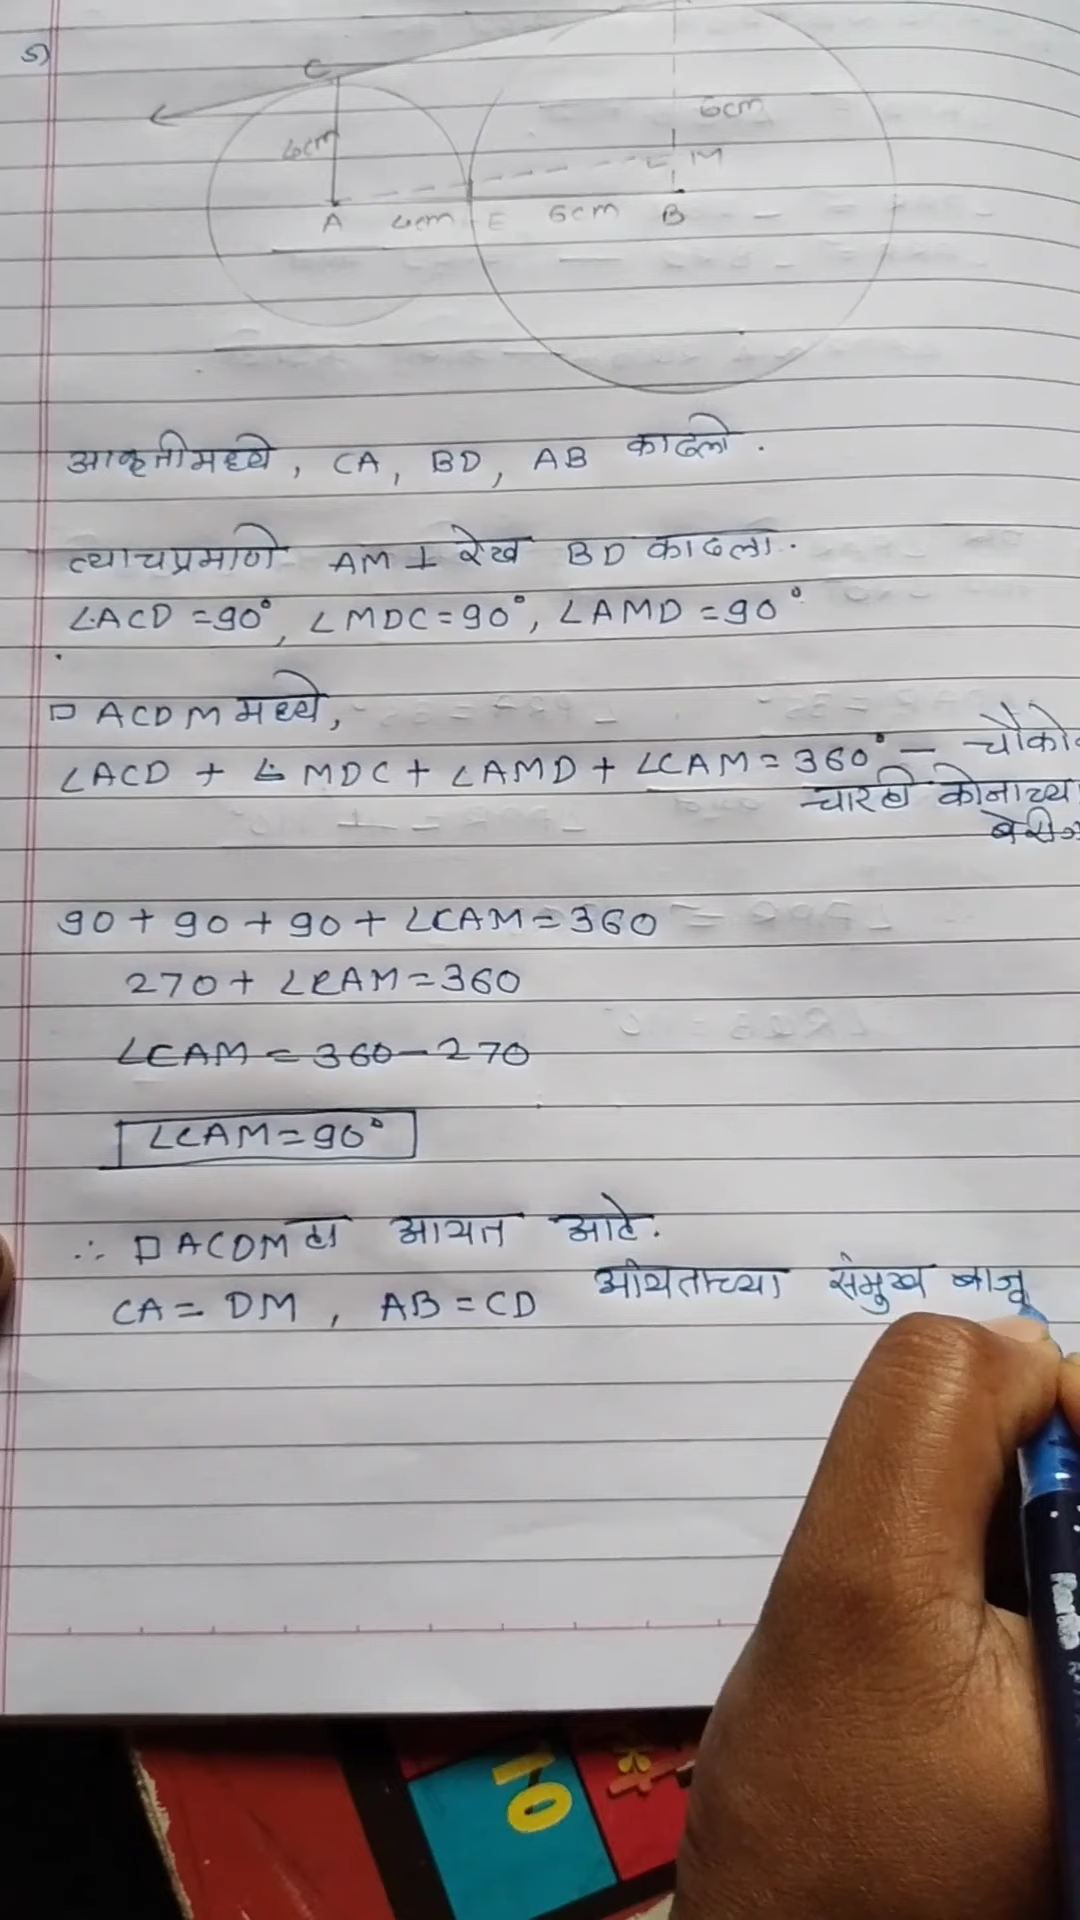 5)
C
6cm
4cm
M
A 4cm E 6cm B
आकृतीमध्ये, CA, BD, AB काढले.
त्याचप्रमाणे AM ⊥ रेख BD काढला.
∠ACD = 90°, ∠MDC = 90°, ∠AMD = 90°
□ ACDM मध्ये,
∠ACD + ∠MDC + ∠AMD + ∠CAM = 360° —
चारही कोनाच्या
90 + 90 + 90 + ∠CAM = 360
270 + ∠CAM = 360
∠CAM = 360 - 270
∠CAM = 90°
∴ □ ACDM हा आयत आहे.
CA = DM, AB = CD आयताच्या संमुख बाजू
10